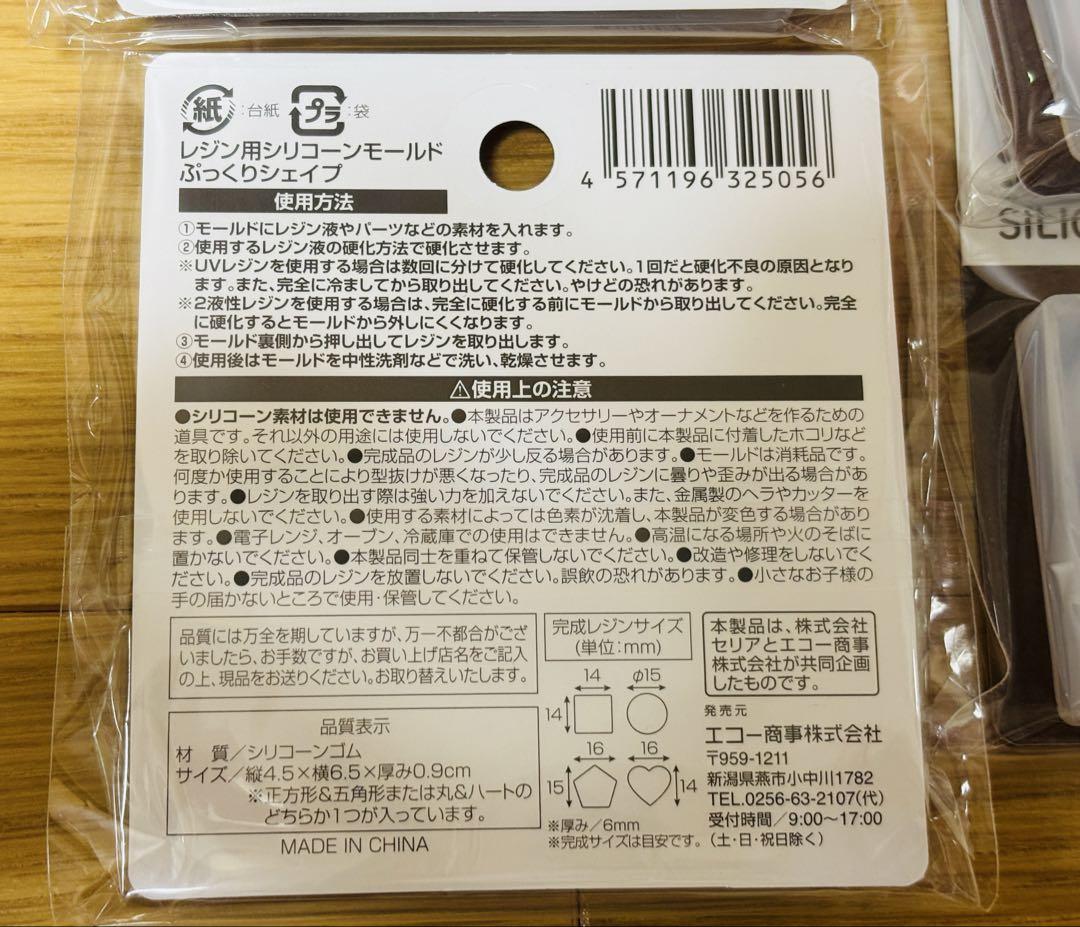 紙 :台紙 プラ :袋
レジン用シリコーンモールド
ぷっくりシェイプ
4 571196 325056
使用方法
①モールドにレジン液やパーツなどの素材を入れます。
②使用するレジン液の硬化方法で硬化させます。
※UVレジンを使用する場合は数回に分けて硬化してください。1回だと硬化不良の原因となり
ます。また、完全に冷ましてから取り出してください。やけどの恐れがあります。
※2液性レジンを使用する場合は、完全に硬化する前にモールドから取り出してください。完全
に硬化するとモールドから外しにくくなります。
③モールド裏側から押し出してレジンを取り出します。
④使用後はモールドを中性洗剤などで洗い、乾燥させます。
⚠使用上の注意
●シリコーン素材は使用できません。●本製品はアクセサリーやオーナメントなどを作るための
道具です。それ以外の用途には使用しないでください。●使用前に本製品に付着したホコリなど
を取り除いてください。●完成品のレジンが少し反る場合があります。●モールドは消耗品です。
何度か使用することにより型抜けが悪くなったり、完成品のレジンに曇りや歪みが出る場合があ
ります。●レジンを取り出す際は強い力を加えないでください。また、金属製のヘラやカッターを
使用しないでください。●使用する素材によっては色素が沈着し、本製品が変色する場合があり
ます。●電子レンジ、オーブン、冷蔵庫での使用はできません。●高温になる場所や火のそばに
置かないでください。●本製品同士を重ねて保管しないでください。●改造や修理をしないでく
ださい。●完成品のレジンを放置しないでください。誤飲の恐れがあります。●小さなお子様の
手の届かないところで使用・保管してください。
品質には万全を期していますが、万一不都合がござ
いましたら、お手数ですが、お買い上げ店名をご記入
の上、現品をお送りください。お取り替えいたします。
品質表示
材 質/シリコーンゴム
サイズ/縦4.5×横6.5×厚み0.9cm
※正方形&五角形または丸&ハートの
どちらか1つが入っています。
MADE IN CHINA
完成レジンサイズ
(単位:mm)
14 φ15
14
16 16
15 14
※厚み/6mm
※完成サイズは目安です。
本製品は、株式会社
セリアとエコー商事
株式会社が共同企画
したものです。
発売元
エコー商事株式会社
〒959-1211
新潟県燕市小中川1782
TEL.0256-63-2107(代)
受付時間/9:00〜17:00
(土・日・祝日除く)